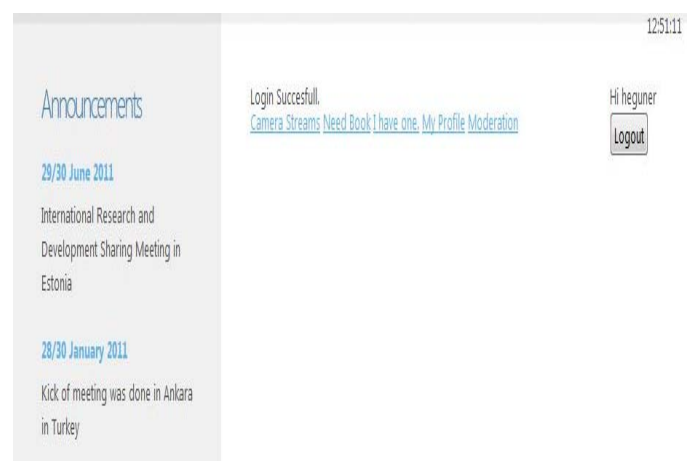 12:51:11
Announcements
29/30 June 2011
International Research and
Development Sharing Meeting in
Estonia
28/30 January 2011
Kick of meeting was done in Ankara
in Turkey
Login Succesfull.
Camera Streams Need Book I have one. My Profile Moderation
Hi heguner
Logout